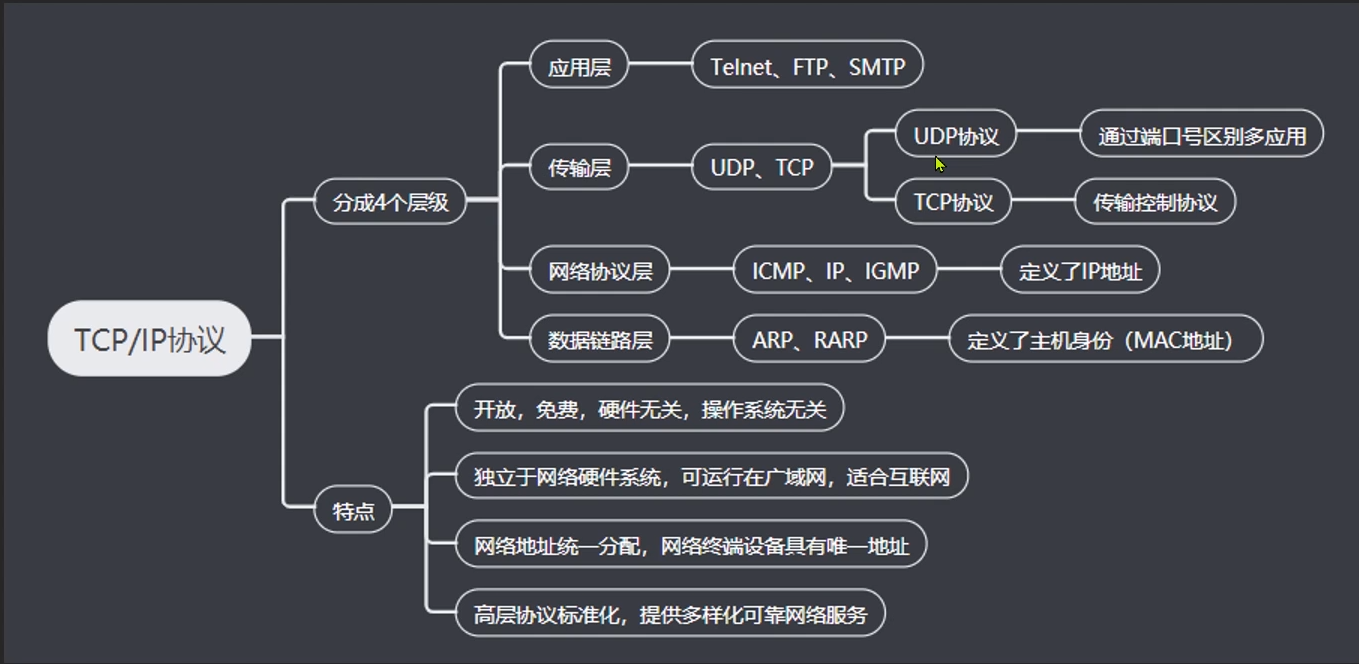 应用层
Telnet、FTP、SMTP
UDP协议
通过端口号区别多应用
传输层
UDP、TCP
分成4个层级
TCP协议
传输控制协议
网络协议层
ICMP、IP、IGMP
定义了IP地址
TCP/IP协议
数据链路层
ARP、RARP
定义了主机身份（MAC地址）
开放，免费，硬件无关，操作系统无关
独立于网络硬件系统，可运行在广域网，适合互联网
特点
网络地址统一分配，网络终端设备具有唯一地址
高层协议标准化，提供多样化可靠网络服务